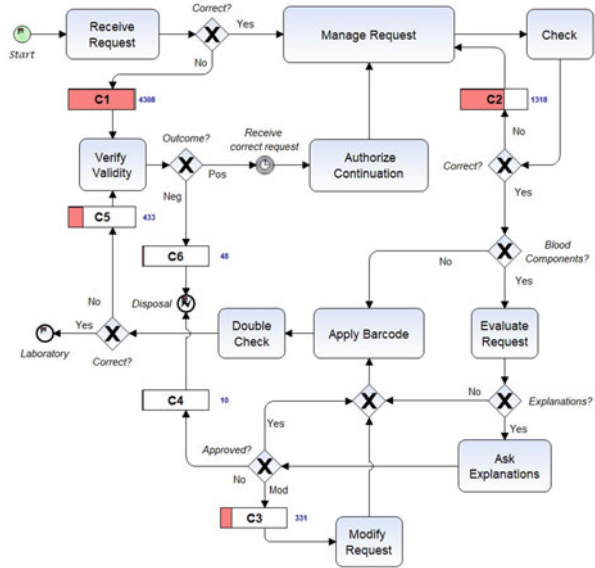 Correct?
Start
Receive
Request
Yes
Manage Request
Check
No
C1
4308
C2
1318
Verify
Validity
Outcome?
Receive
correct request
Pos
Authorize
Continuation
No
Correct?
Neg
Yes
C5
433
C6
48
Blood
Components?
No
Yes
No
Disposal
Yes
Laboratory
Correct?
Double
Check
Apply Barcode
Evaluate
Request
C4
10
No
Explanations?
Yes
Yes
Approved?
No
Mod
Ask
Explanations
C3
331
Modify
Request